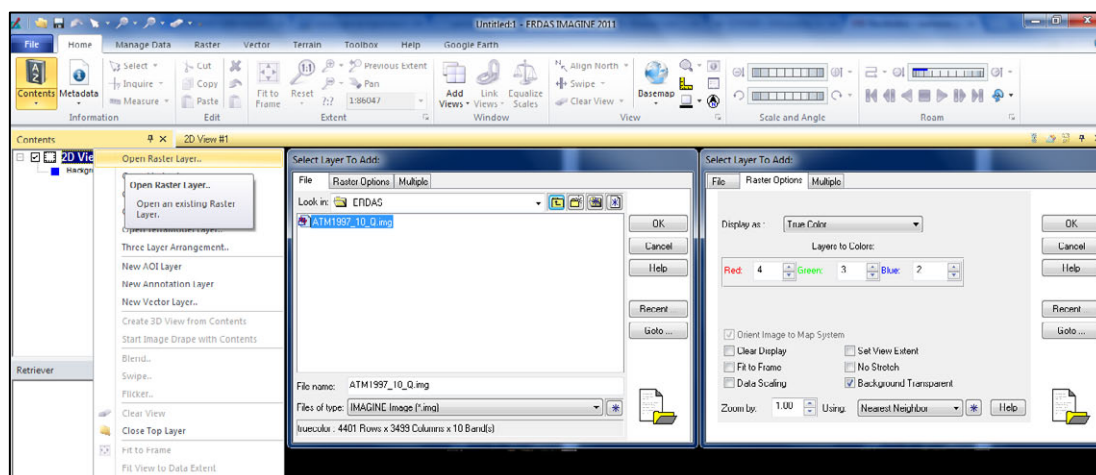 Untitled:1 - ERDAS IMAGINE 2011
File Home Manage Data Raster Vector Terrain Toolbox Help Google Earth
Contents
Metadata
Select
Inquire
Measure
Information
Cut
Copy
Paste
Edit
Fit to Frame
Reset
1:1
Previous Extent
Pan
?:?
1:86047
Extent
Add Views
Link Views
Equalize Scales
Window
Align North
Swipe
Clear View
Basemap
View
Scale and Angle
Roam
Contents
2D View #1
2D Vie
Backgr
Retriever
Open Raster Layer..
Open Raster Layer..
Open an existing Raster
Layer.
Three Layer Arrangement..
New AOI Layer
New Annotation Layer
New Vector Layer..
Create 3D View from Contents
Start Image Drape with Contents
Blend..
Swipe..
Flicker..
Clear View
Close Top Layer
Fit to Frame
Fit View to Data Extent
Select Layer To Add:
File Raster Options Multiple
Look in: ERDAS
ATM1997_10_Q.img
OK
Cancel
Help
Recent ...
Goto ...
File name: ATM1997_10_Q.img
Files of type: IMAGINE Image (*.img)
truecolor : 4401 Rows x 3499 Columns x 10 Band(s)
Select Layer To Add:
File Raster Options Multiple
Display as : True Color
Layers to Colors:
Red: 4 Green: 3 Blue: 2
Orient Image to Map System
Clear Display Set View Extent
Fit to Frame No Stretch
Data Scaling Background Transparent
Zoom by: 1.00 Using: Nearest Neighbor Help
OK
Cancel
Help
Recent ...
Goto ...